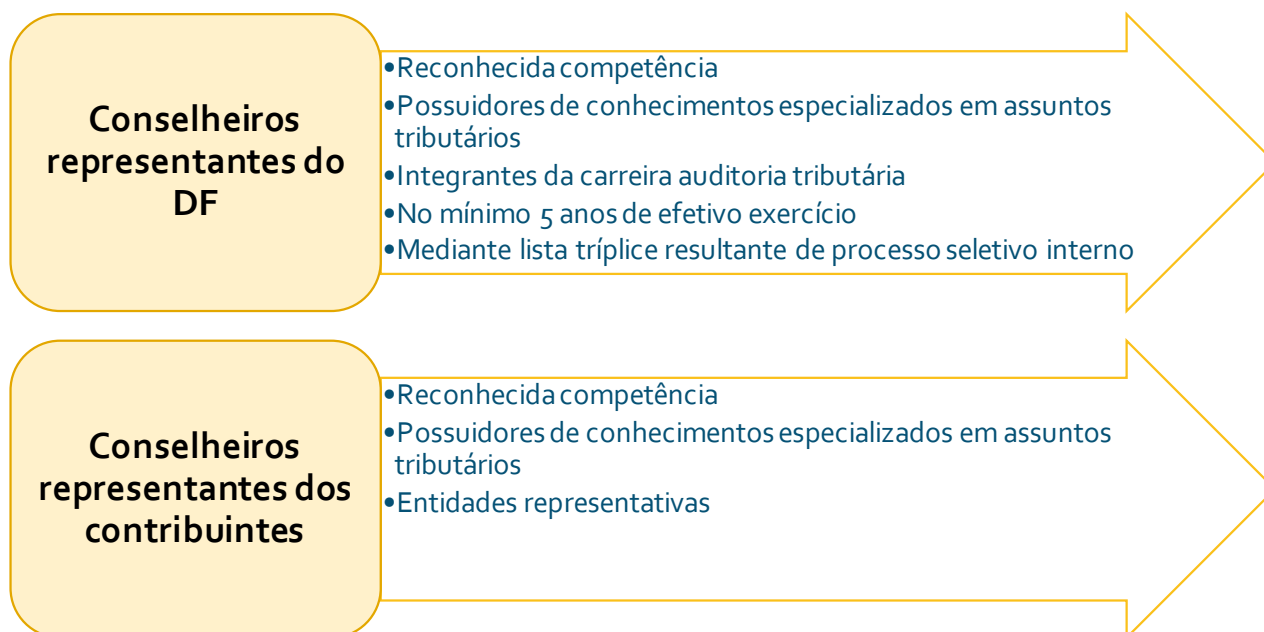 Conselheiros
representantes do
DF
•Reconhecida competência
•Possuidores de conhecimentos especializados em assuntos
tributários
•Integrantes da carreira auditoria tributária
•No mínimo 5 anos de efetivo exercício
•Mediante lista tríplice resultante de processo seletivo interno
Conselheiros
representantes dos
contribuintes
•Reconhecida competência
•Possuidores de conhecimentos especializados em assuntos
tributários
•Entidades representativas